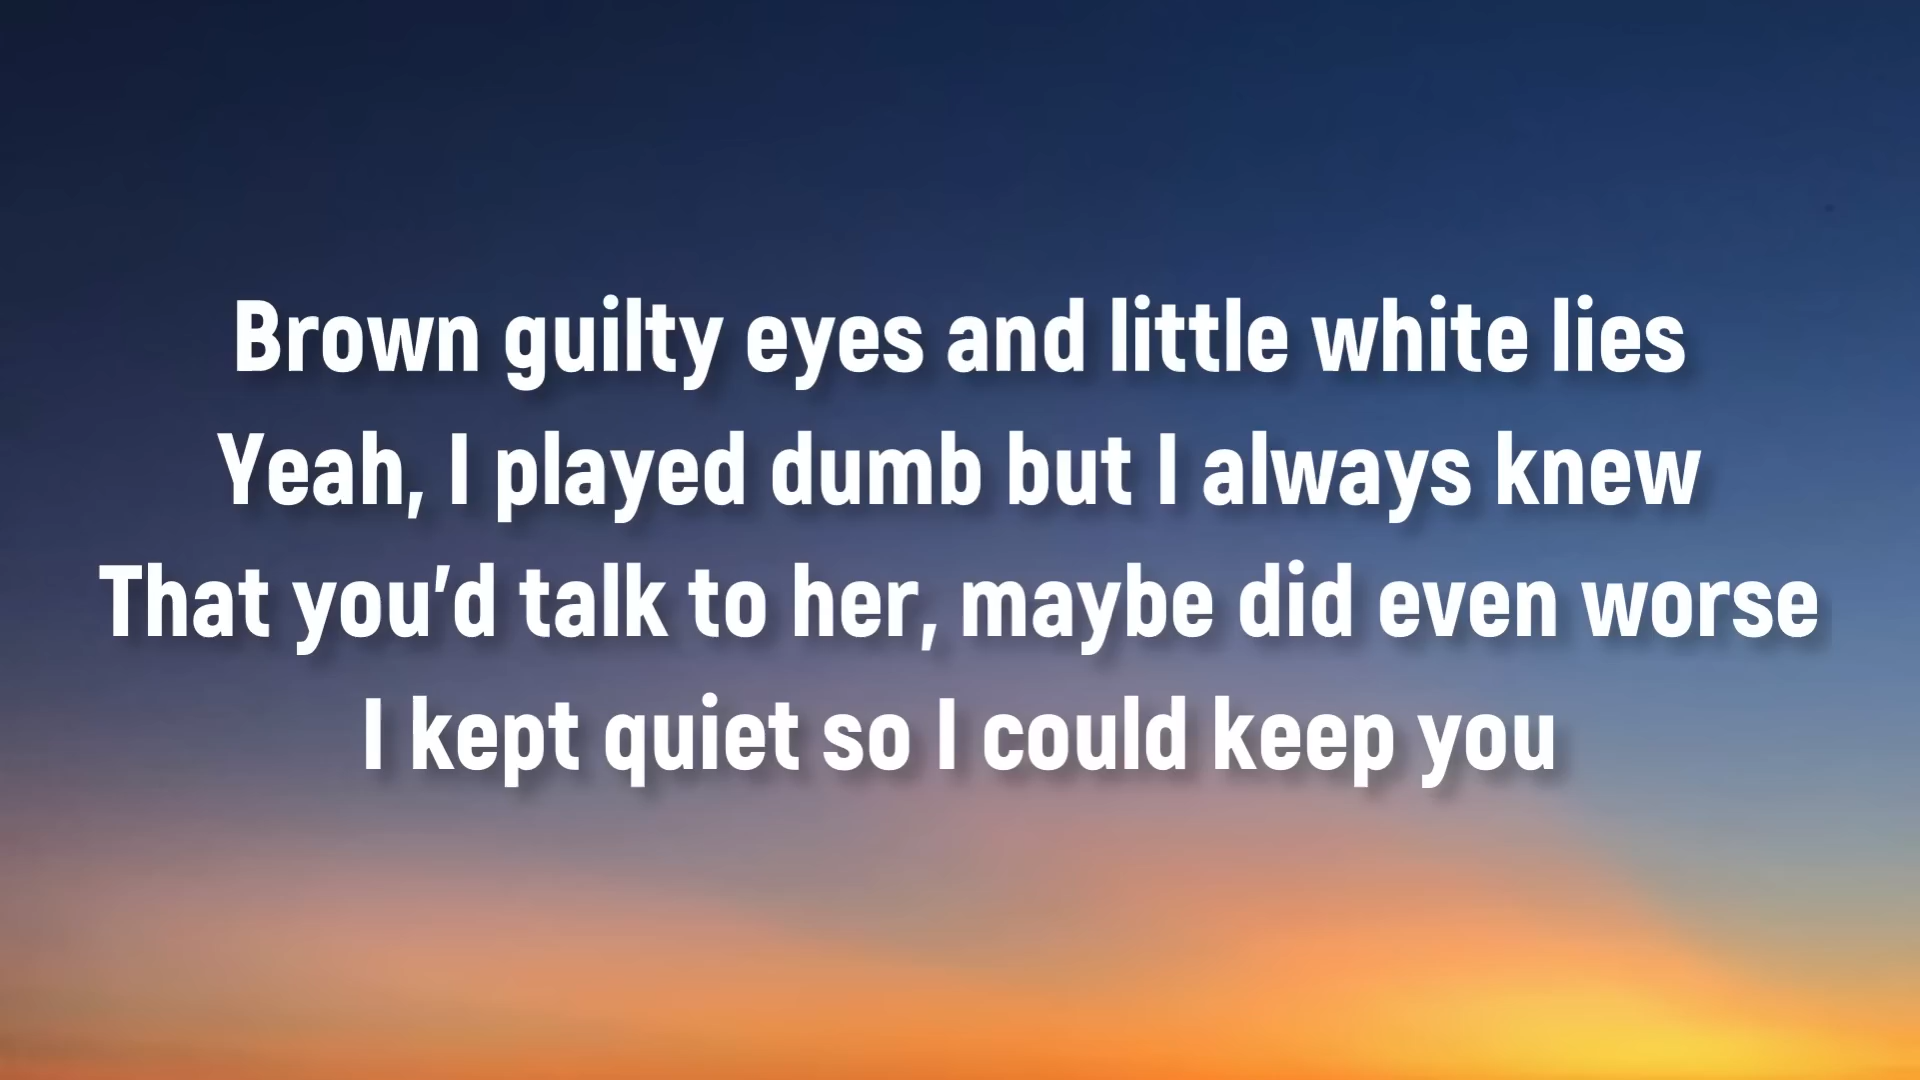 Brown guilty eyes and little white lies
Yeah, I played dumb but I always knew
That you'd talk to her, maybe did even worse
I kept quiet so I could keep you